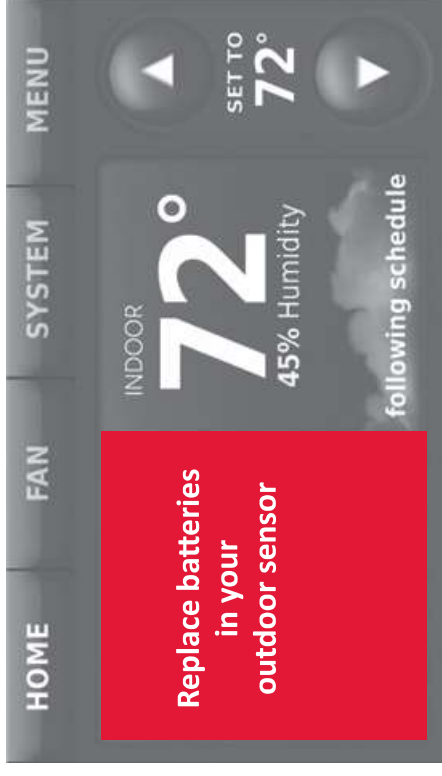 HOME FAN SYSTEM MENU
Replace batteries
in your
outdoor sensor
INDOOR
72°
45% Humidity
following schedule
SET TO
72°